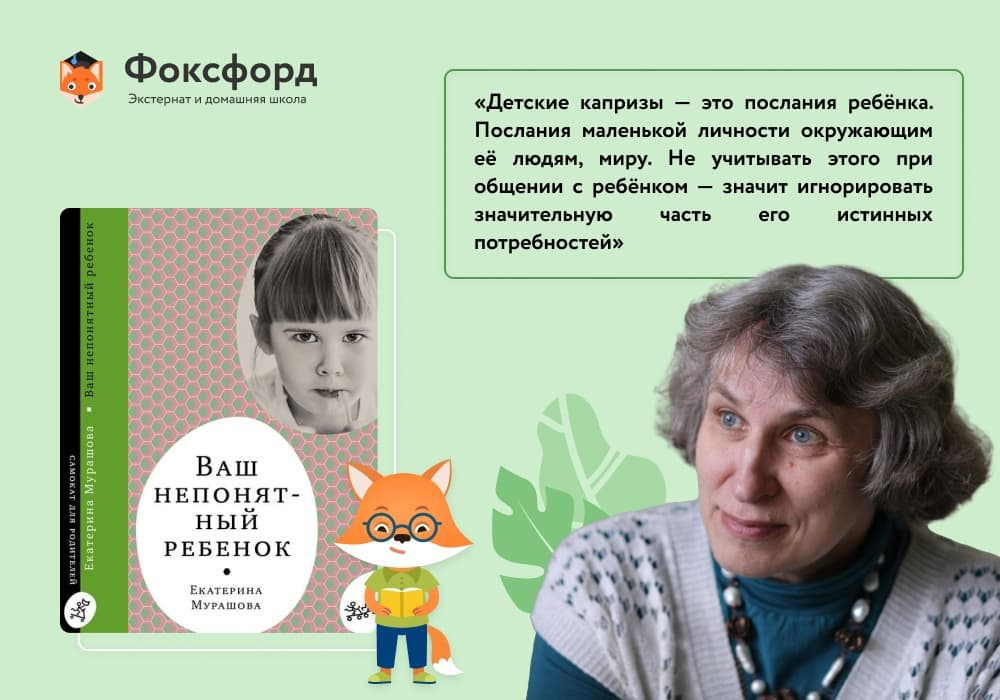 Фоксфорд
Экстернат и домашняя школа
«Детские капризы — это послания ребёнка.
Послания маленькой личности окружающим
её людям, миру. Не учитывать этого при
общении с ребёнком — значит игнорировать
значительную часть его истинных
потребностей»
самокат для родителей
Екатерина Мурашова ▪ Ваш непонятный ребенок
Ваш
непонят-
ный
ребенок
•
Екатерина
Мурашова